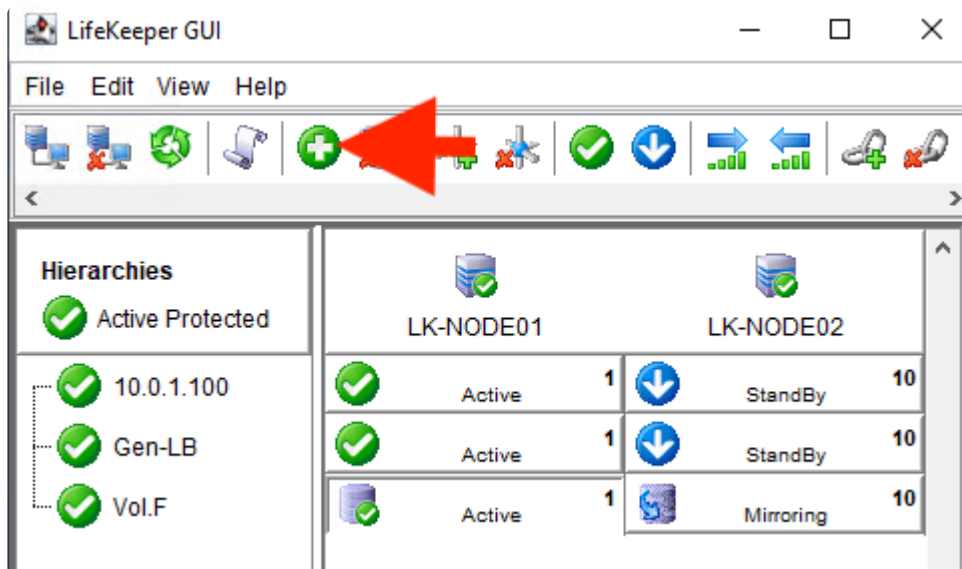 LifeKeeper GUI
File Edit View Help
Hierarchies
Active Protected
LK-NODE01 LK-NODE02
10.0.1.100 Active 1 StandBy 10
Gen-LB Active 1 StandBy 10
Vol.F Active 1 Mirroring 10